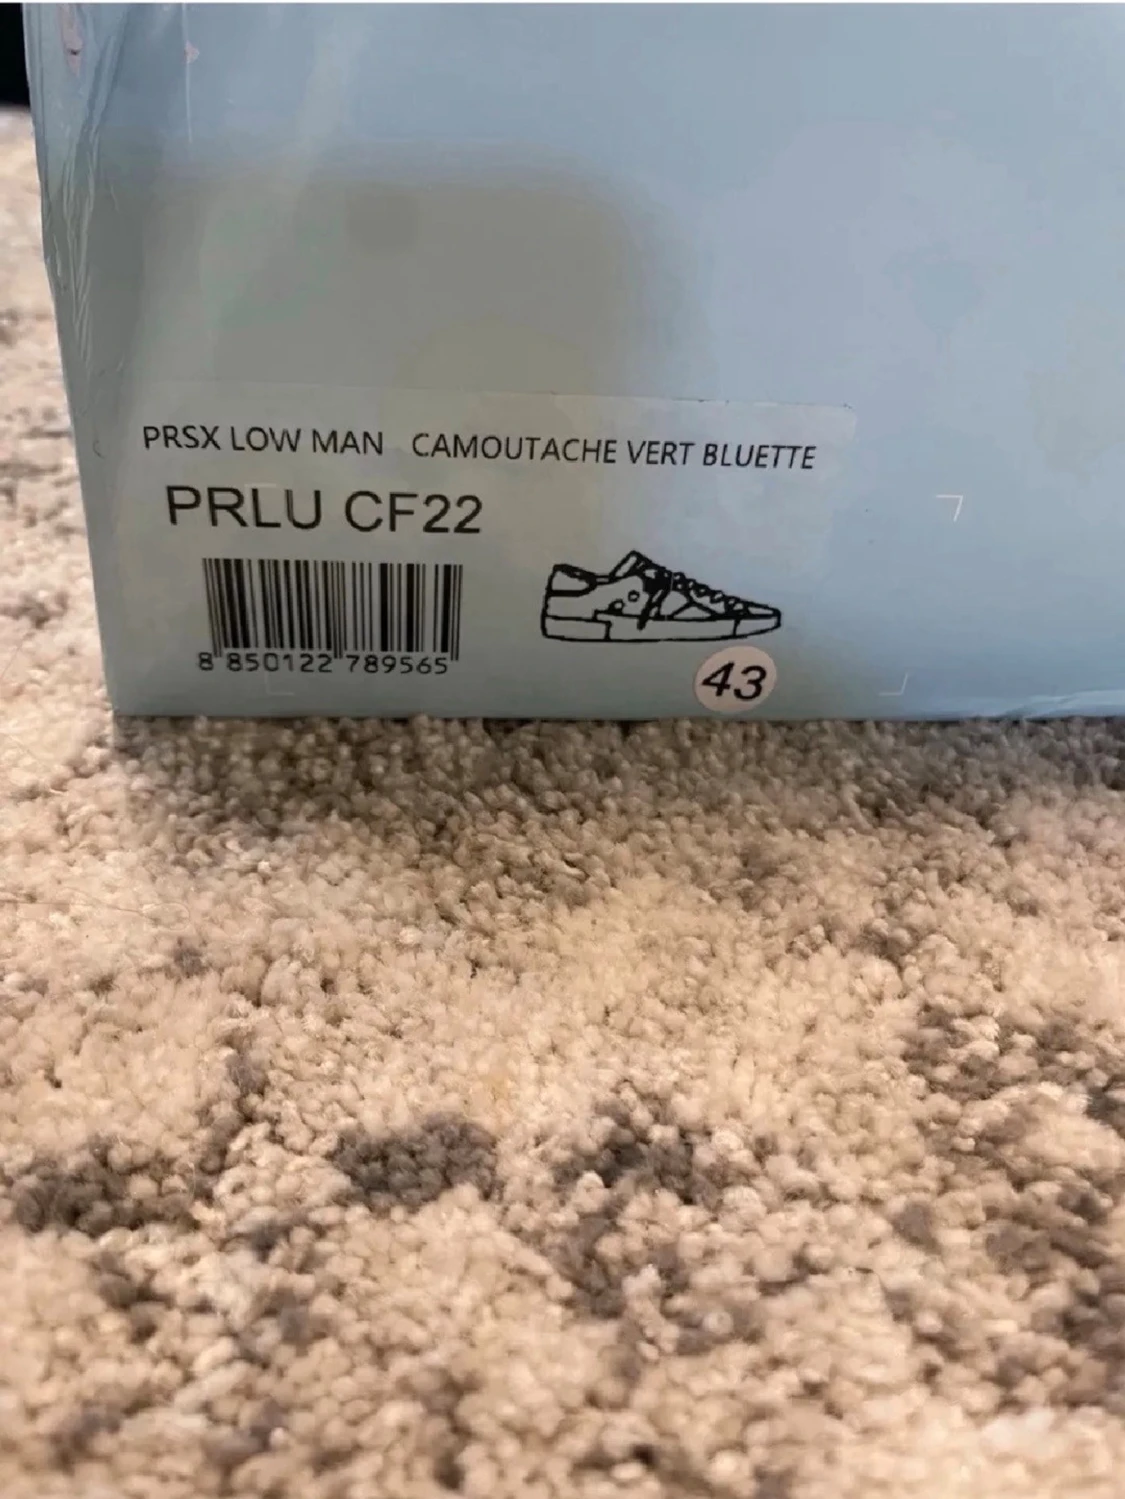 PRSX LOW MAN CAMOUTACHE VERT BLUETTE
PRLU CF22
8 850122 789565
43